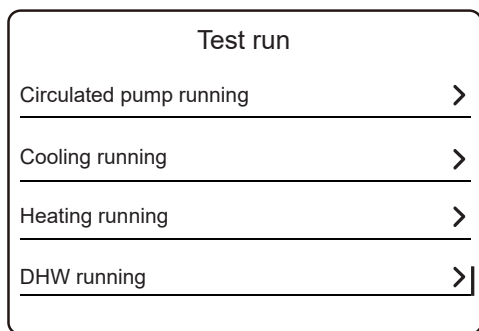 Test run
Circulated pump running
Cooling running
Heating running
DHW running